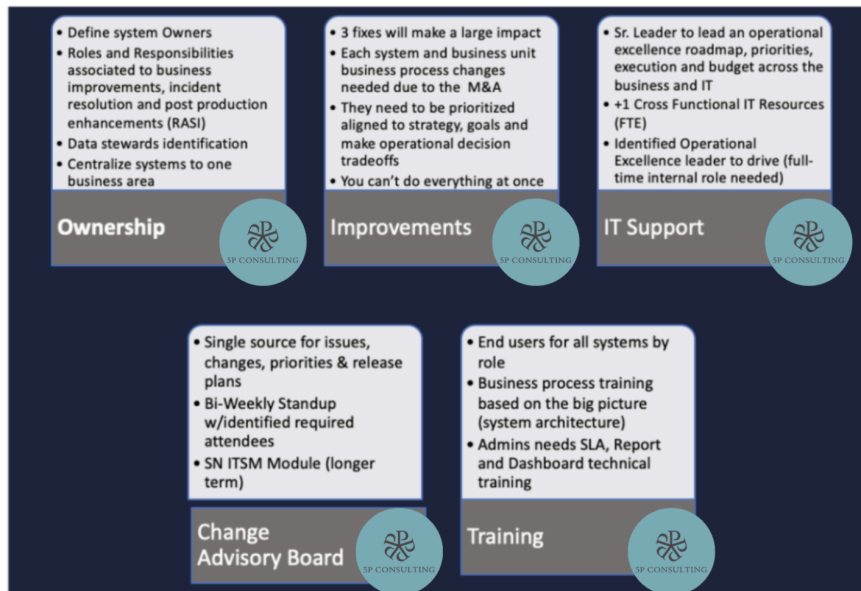 • Define system Owners
• Roles and Responsibilities
associated to business
improvements, incident
resolution and post production
enhancements (RASI)
• Data stewards identification
• Centralize systems to one
business area
Ownership
5P CONSULTING
• 3 fixes will make a large impact
• Each system and business unit
business process changes
needed due to the M&A
• They need to be prioritized
aligned to strategy, goals and
make operational decision
tradeoffs
• You can't do everything at once
Improvements
5P CONSULTING
• Sr. Leader to lead an operational
excellence roadmap, priorities,
execution and budget across the
business and IT
• +1 Cross Functional IT Resources
(FTE)
• Identified Operational
Excellence leader to drive (full-
time internal role needed)
IT Support
5P CONSULTING
• Single source for issues,
changes, priorities & release
plans
• Bi-Weekly Standup
w/identified required
attendees
• SN ITSM Module (longer
term)
Change
Advisory Board
5P CONSULTING
• End users for all systems by
role
• Business process training
based on the big picture
(system architecture)
• Admins needs SLA, Report
and Dashboard technical
training
Training
5P CONSULTING